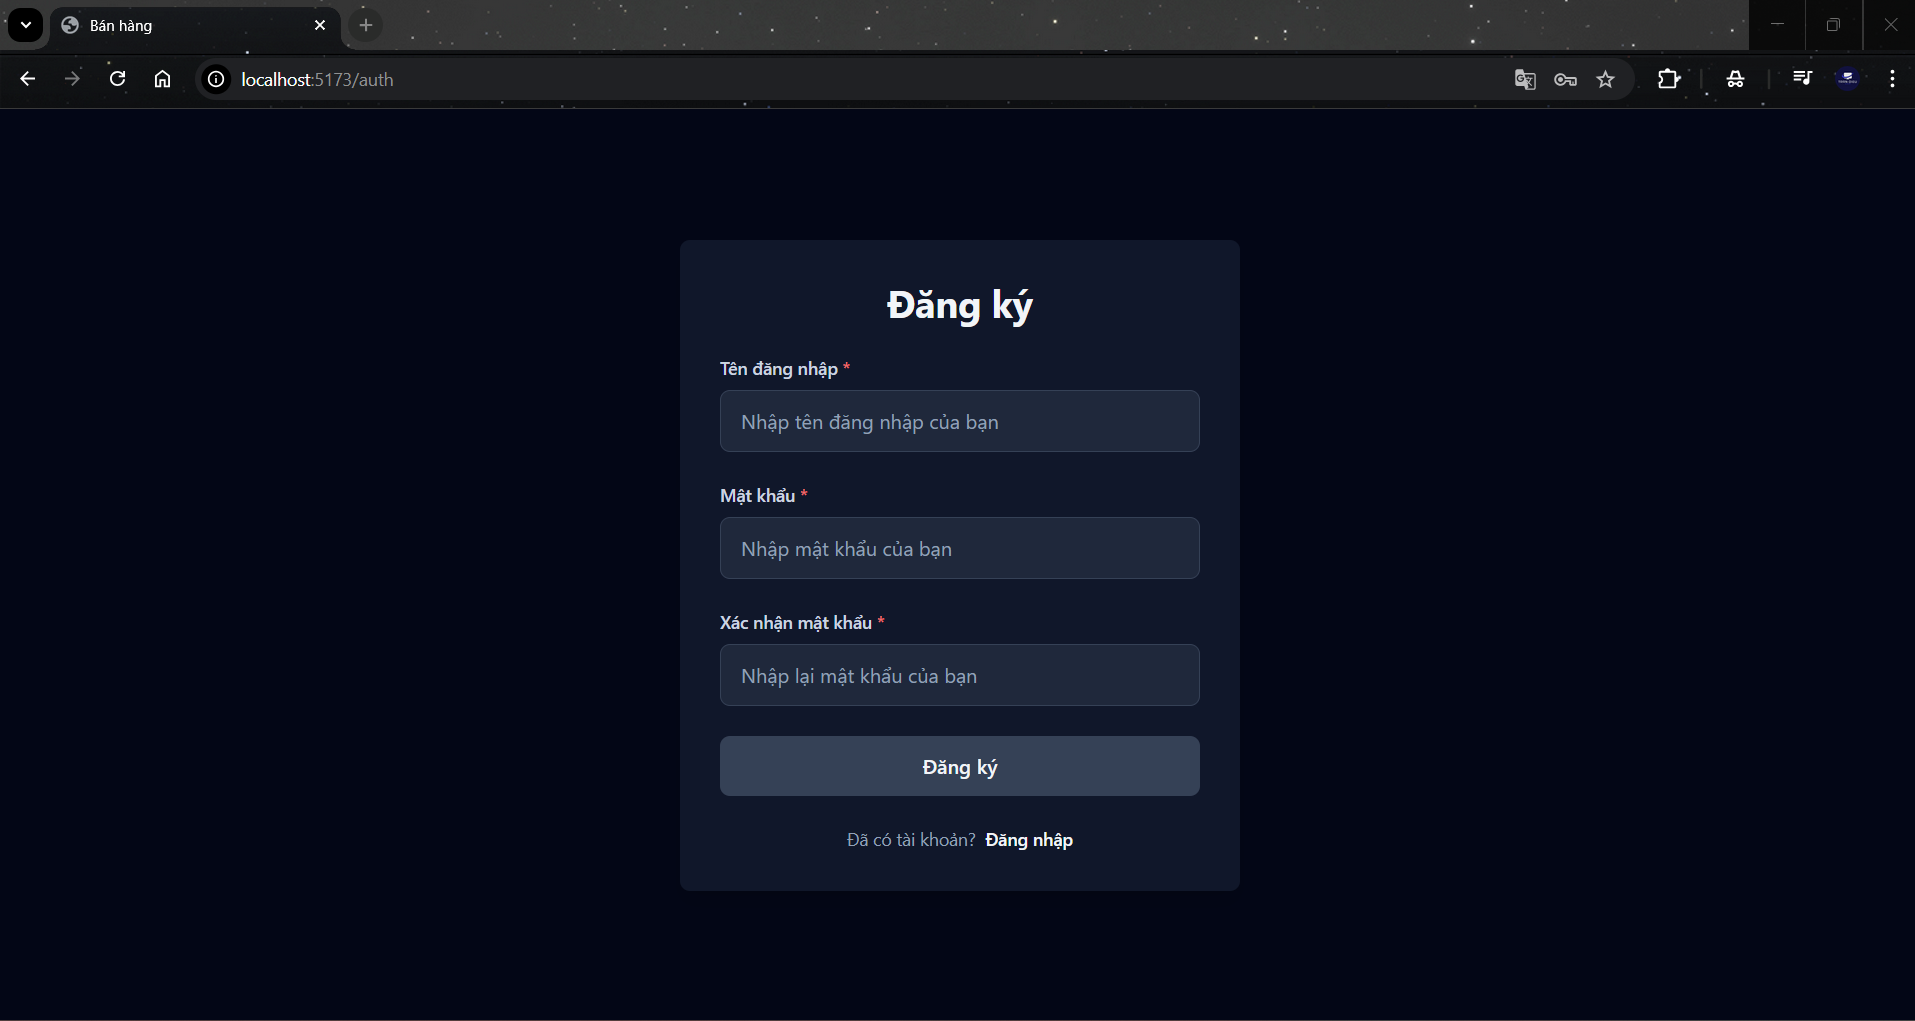 Bán hàng
localhost:5173/auth
Đăng ký
Tên đăng nhập *
Nhập tên đăng nhập của bạn
Mật khẩu *
Nhập mật khẩu của bạn
Xác nhận mật khẩu *
Nhập lại mật khẩu của bạn
Đăng ký
Đã có tài khoản? Đăng nhập